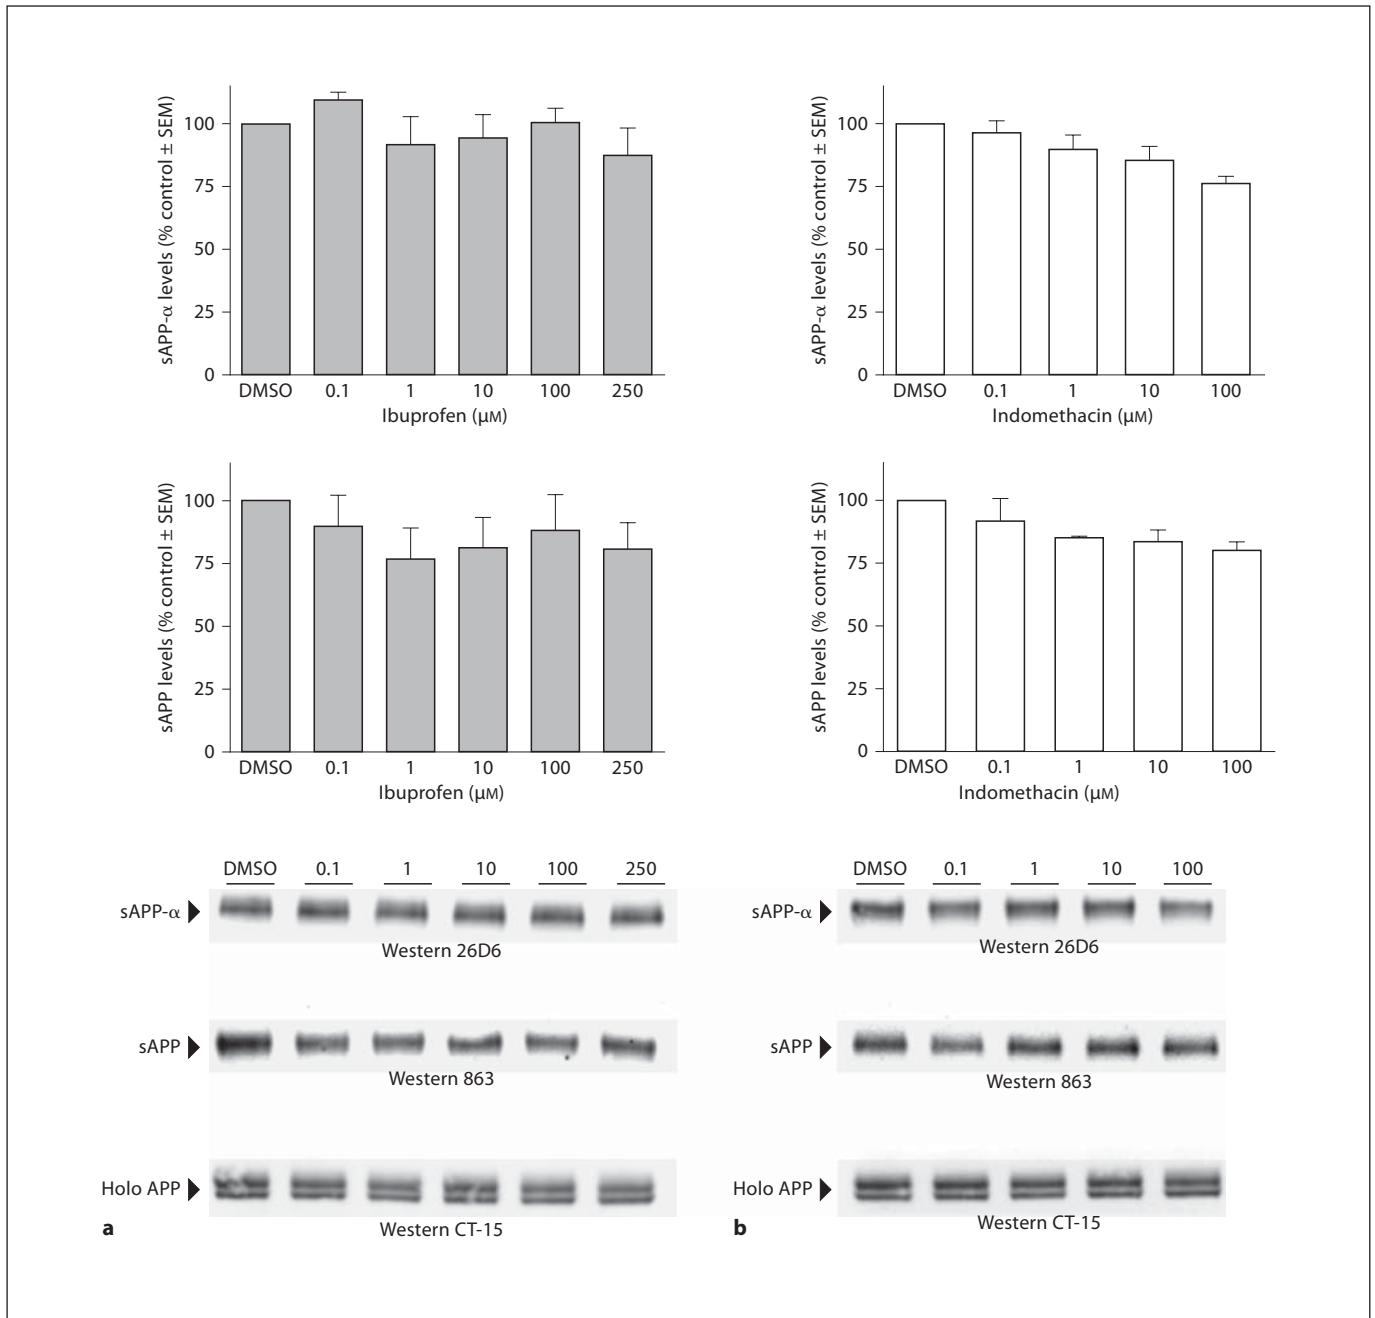 sAPP-α levels (% control ± SEM)
100
75
50
25
0
DMSO 0.1 1 10 100 250
Ibuprofen (μM)
sAPP-α levels (% control ± SEM)
100
75
50
25
0
DMSO 0.1 1 10 100
Indomethacin (μM)
sAPP levels (% control ± SEM)
100
75
50
25
0
DMSO 0.1 1 10 100 250
Ibuprofen (μM)
sAPP levels (% control ± SEM)
100
75
50
25
0
DMSO 0.1 1 10 100
Indomethacin (μM)
DMSO 0.1 1 10 100 250
sAPP-α
Western 26D6
sAPP
Western 863
Holo APP
Western CT-15
a
DMSO 0.1 1 10 100
sAPP-α
Western 26D6
sAPP
Western 863
Holo APP
Western CT-15
b